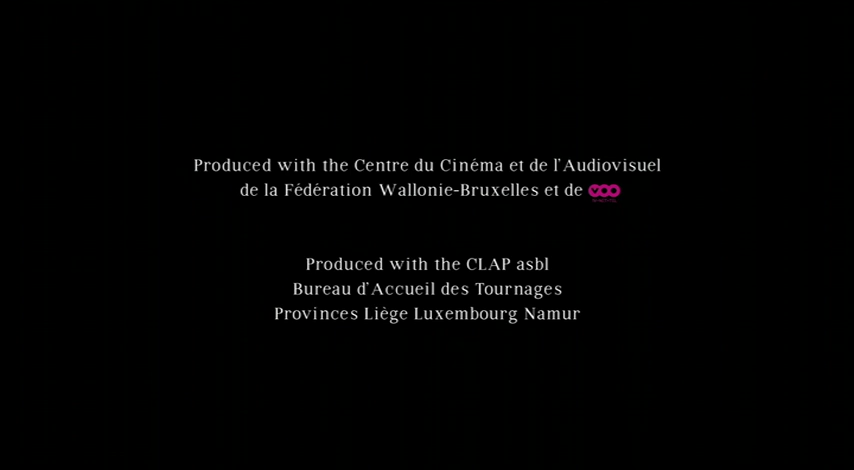 Produced with the Centre du Cinéma et de l'Audiovisuel
de la Fédération Wallonie-Bruxelles et de VOO
Produced with the CLAP asbl
Bureau d'Accueil des Tournages
Provinces Liège Luxembourg Namur